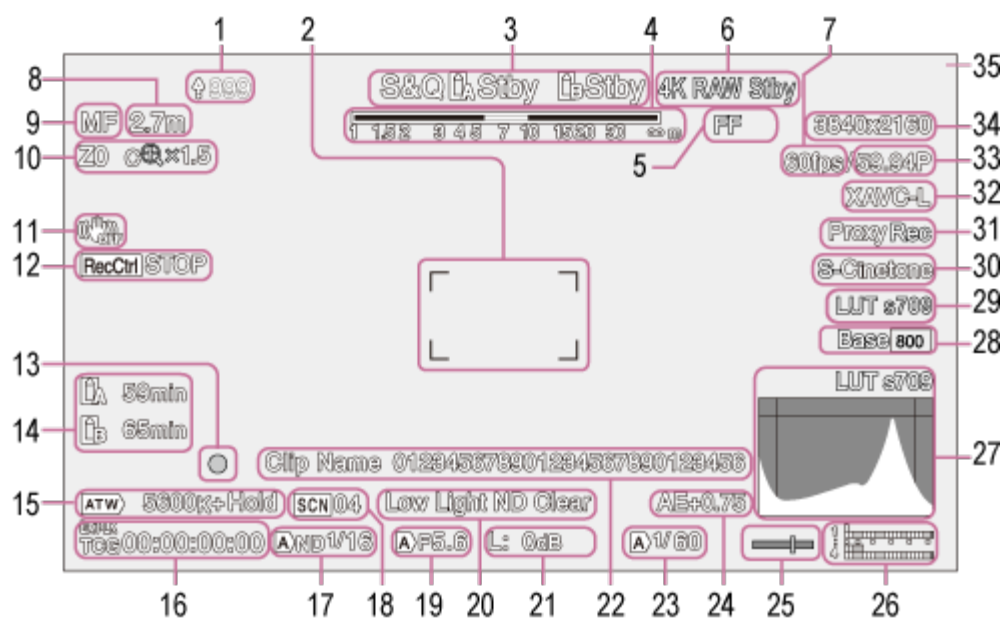 1 2 3 4 6 7
35
8
999
S&Q A Stby B Stby 4K RAW Stby
9 MF 2.7m
1 1.5 2 3 4 5 7 10 15 20 30 ∞ m
FF
3840x2160 34
10 Z0 ×1.5
5
60fps/59.94P 33
XAVC-L 32
11 OFF
Proxy Rec 31
12 RecCtrl STOP
S-Cinetone 30
LUT s709 29
Base 800 28
13
LUT s709
A 59min
14 B 65min
27
Clip Name 012345678901234567890123456
15 ATW 5600K+Hold SCN 04 Low Light ND Clear AE+0.75
TCG 00:00:00:00 A ND1/16 A F5.6 L: 0dB A 1/60
16 17 18 19 20 21 22 23 24 25 26